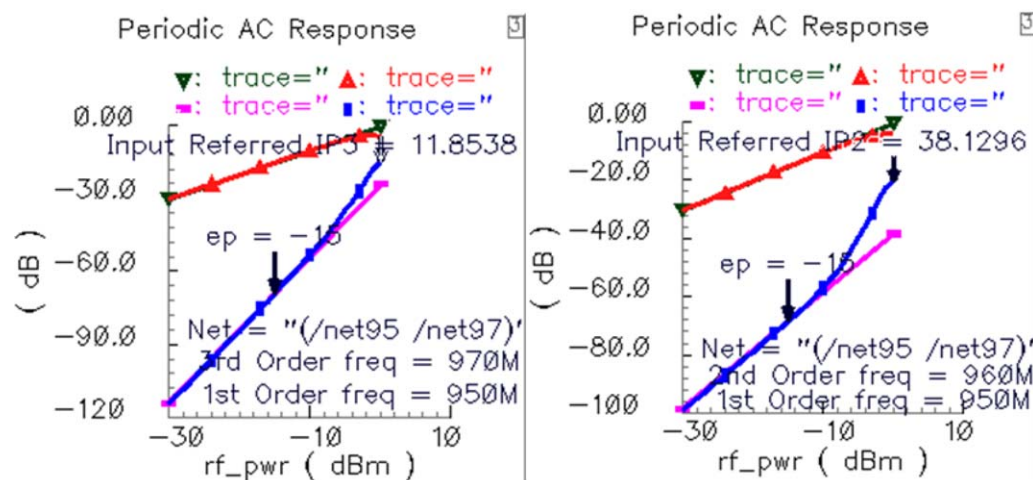 Periodic AC Response
3
▼: trace=" ▲: trace="
▬: trace=" ▮: trace="
0.00
Input Referred IP3 = 11.8538
-30.0
ep = -15
-60.0
( dB )
-90.0
Net = "(/net95 /net97)"
3rd Order freq = 970M
1st Order freq = 950M
-120
-30 -10 10
rf_pwr ( dBm )
Periodic AC Response
3
▼: trace=" ▲: trace="
▬: trace=" ▮: trace="
0.00
Input Referred IP2 = 38.1296
-20.0
-40.0
ep = -15
( dB )
-60.0
Net = "(/net95 /net97)"
-80.0
2nd Order freq = 960M
1st Order freq = 950M
-100
-30 -10 10
rf_pwr ( dBm )